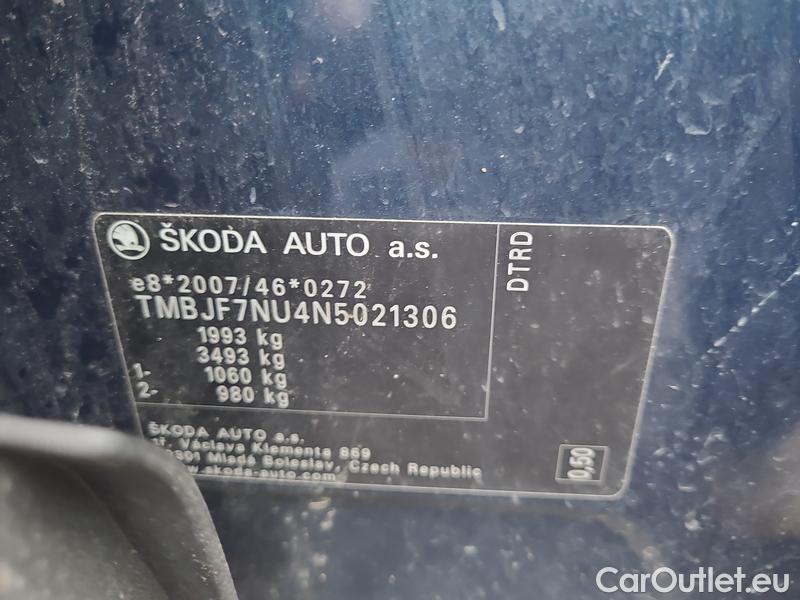 ŠKODA AUTO a.s.
DTRD
e8*2007/46*0272
TMBJF7NU4N5021306
1993 kg
3493 kg
1- 1060 kg
2- 980 kg
ŠKODA AUTO a.s.
tř. Václava Klementa 869
Mladá Boleslav, Czech Republic
www.skoda-auto.com
0,50
CarOutlet.eu